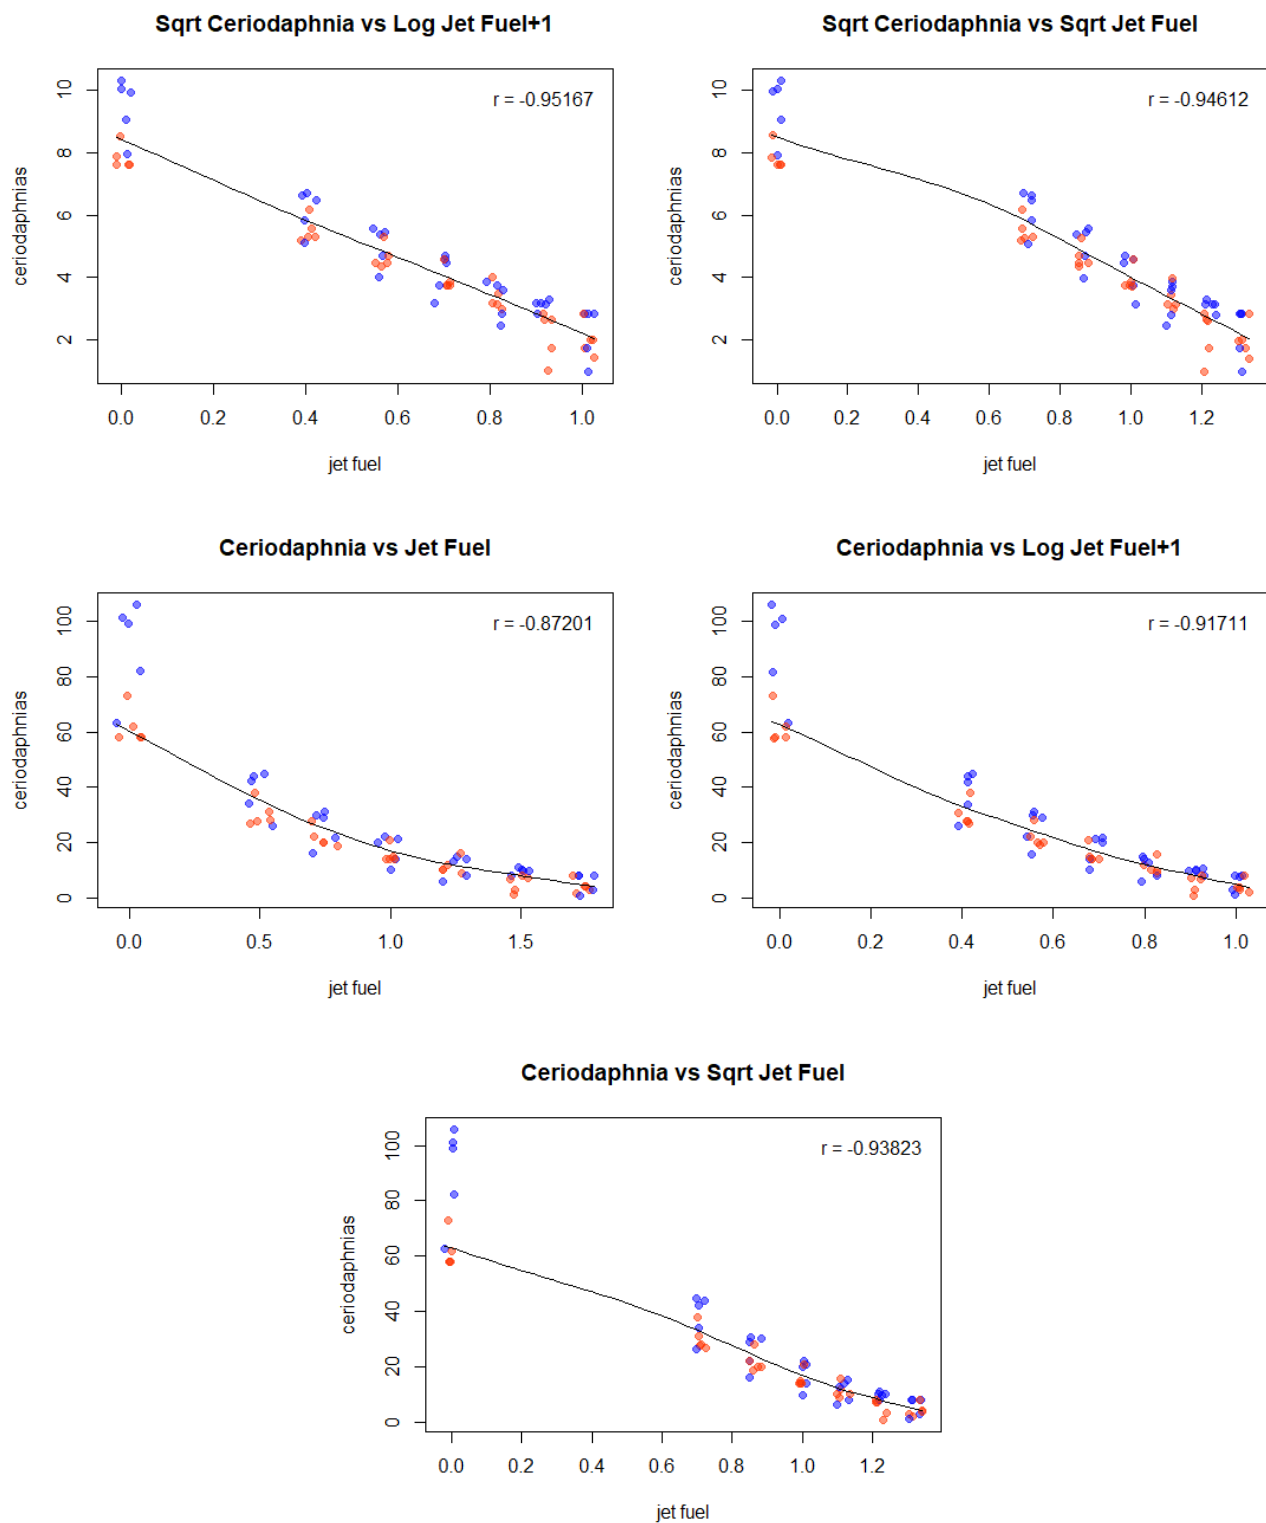 Sqrt Ceriodaphnia vs Log Jet Fuel+1
r = -0.95167
ceriodaphnias
10
8
6
4
2
0.0 0.2 0.4 0.6 0.8 1.0
jet fuel
Sqrt Ceriodaphnia vs Sqrt Jet Fuel
r = -0.94612
ceriodaphnias
10
8
6
4
2
0.0 0.2 0.4 0.6 0.8 1.0 1.2
jet fuel
Ceriodaphnia vs Jet Fuel
r = -0.87201
ceriodaphnias
100
80
60
40
20
0
0.0 0.5 1.0 1.5
jet fuel
Ceriodaphnia vs Log Jet Fuel+1
r = -0.91711
ceriodaphnias
100
80
60
40
20
0
0.0 0.2 0.4 0.6 0.8 1.0
jet fuel
Ceriodaphnia vs Sqrt Jet Fuel
r = -0.93823
ceriodaphnias
100
80
60
40
20
0
0.0 0.2 0.4 0.6 0.8 1.0 1.2
jet fuel